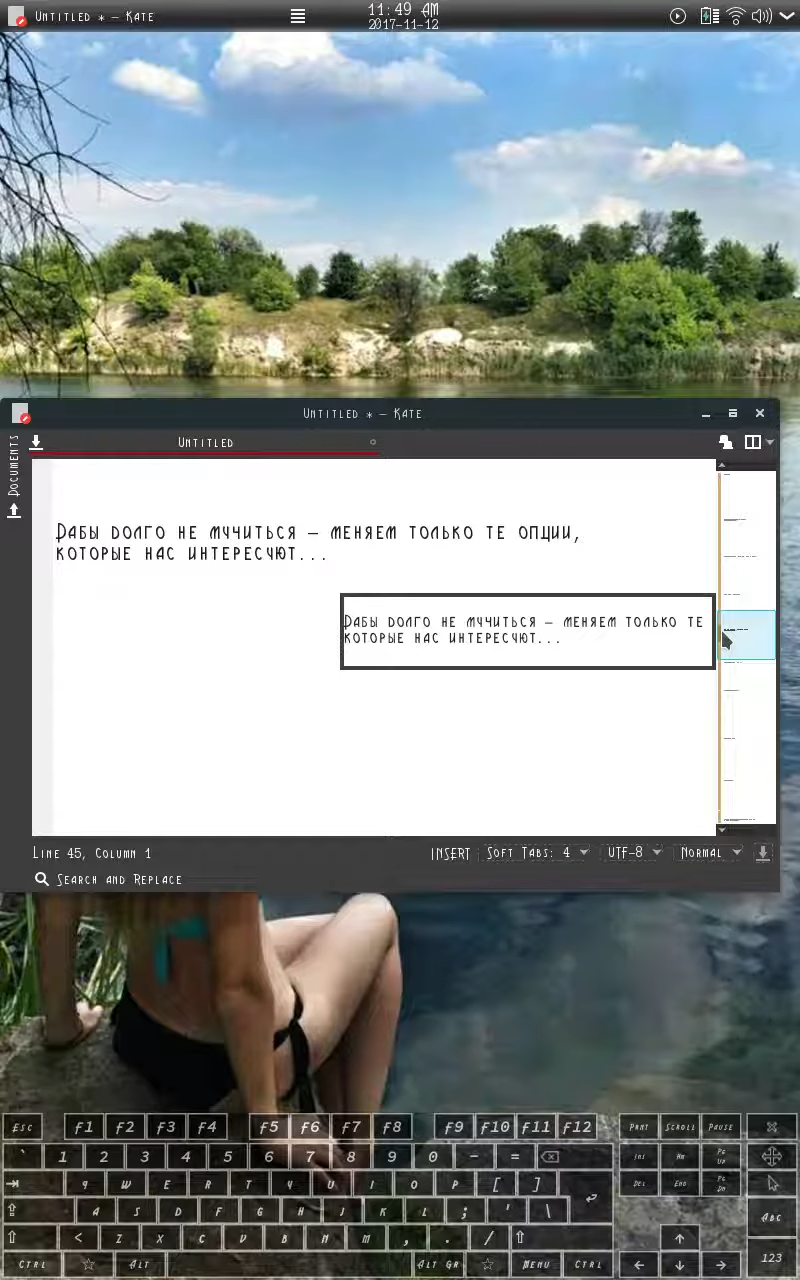 Untitled * — Kate
11:49 AM
2017-11-12
Untitled * — Kate
Documents
Untitled
Дабы долго не мучиться — меняем только те опции,
которые нас интересуют...
Дабы долго не мучиться — меняем только те
которые нас интересуют...
Line 45, Column 1
INSERT
Soft Tabs: 4
UTF-8
Normal
Search and Replace
Esc F1 F2 F3 F4 F5 F6 F7 F8 F9 F10 F11 F12 Prnt Scroll Pause
` 1 2 3 4 5 6 7 8 9 0 - = Ins Hm Pg Up
q w e r t y u i o p [ ] Del End Pg Dn
a s d f g h j k l ; ' \ Abc
< z x c v b n m , . /
Ctrl Alt Alt Gr Menu Ctrl 123